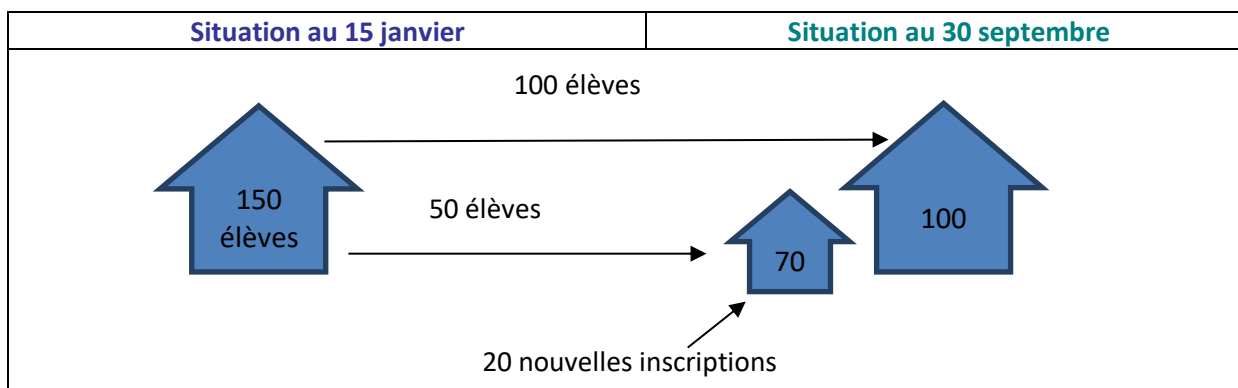 Situation au 15 janvier
Situation au 30 septembre
100 élèves
150
élèves
50 élèves
100
70
20 nouvelles inscriptions